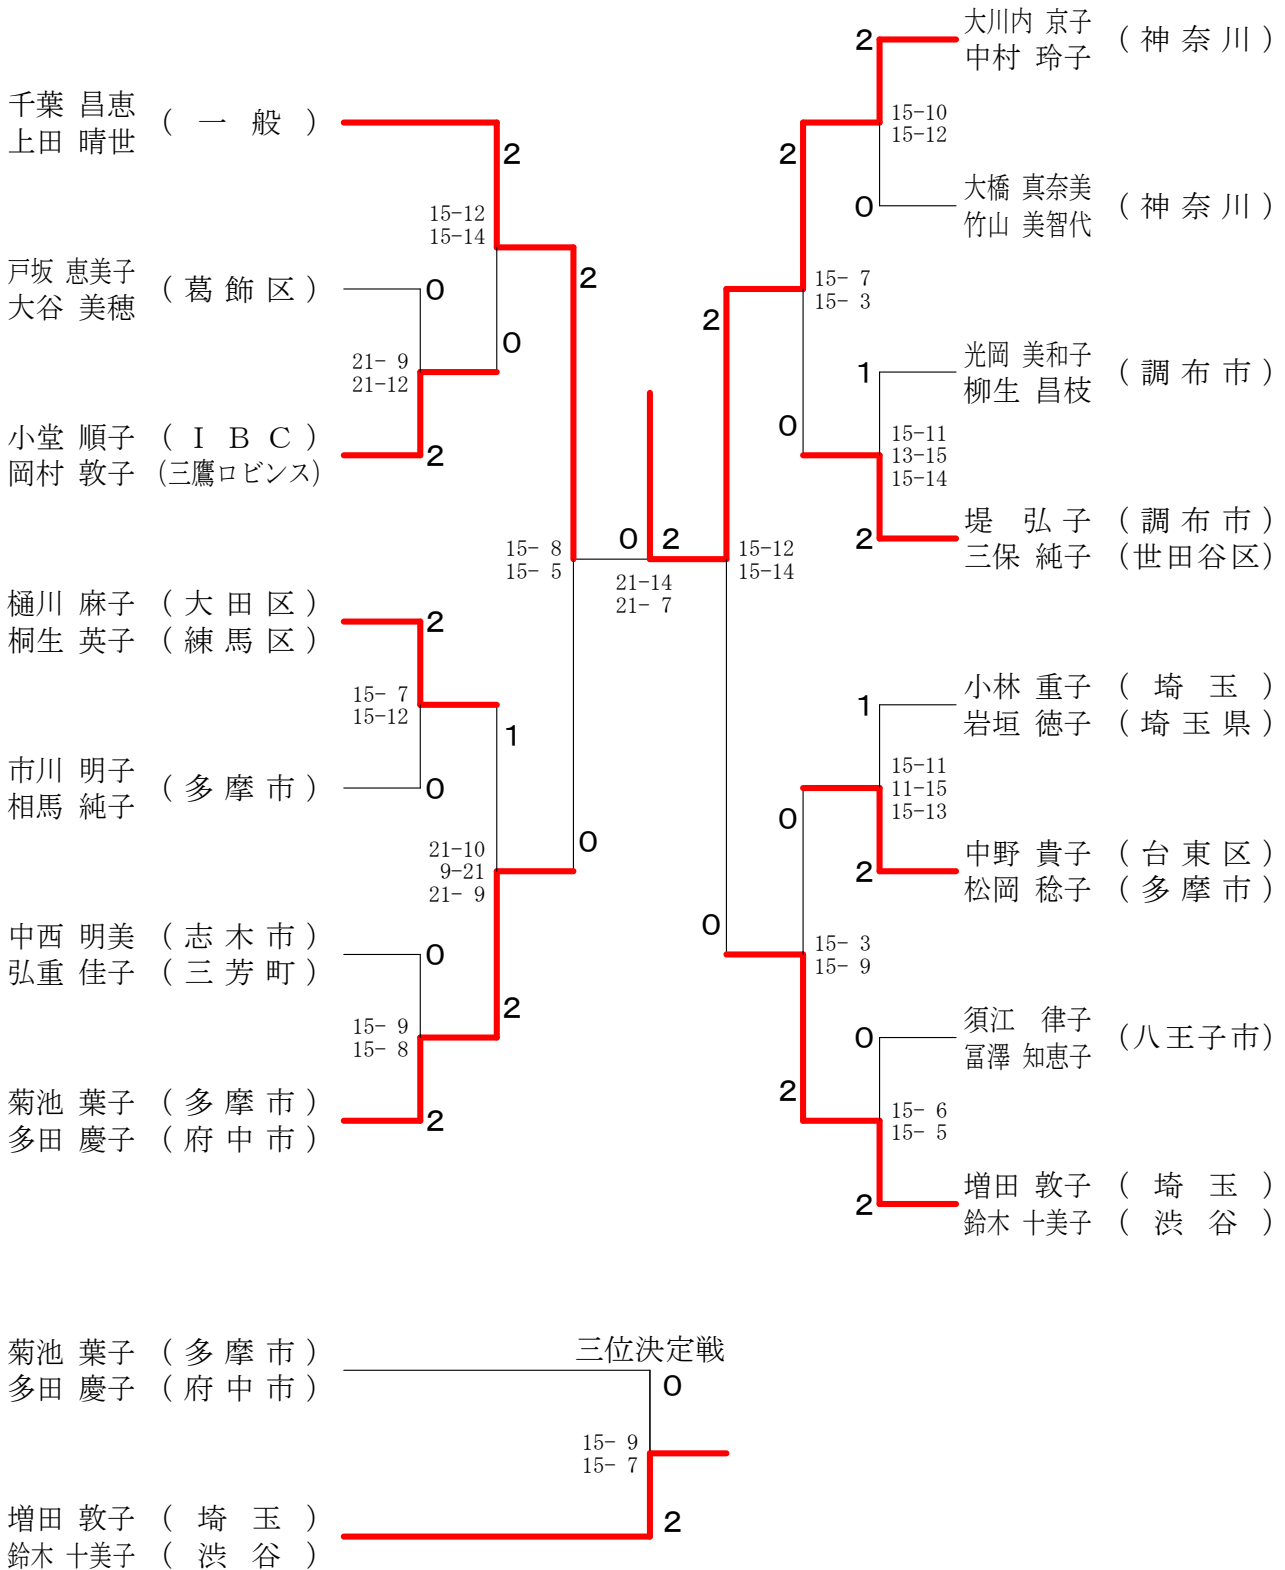 千葉 昌恵
上田 晴世
( 一 般 )
2
15-12
15-14
戸坂 恵美子
大谷 美穂
( 葛 飾 区 )
0
0
21- 9
21-12
小堂 順子 ( I B C )
岡村 敦子 (三鷹ロビンス)
2
2
15- 8
15- 5
樋川 麻子 ( 大 田 区 )
桐生 英子 ( 練 馬 区 )
2
15- 7
15-12
1
市川 明子
相馬 純子
( 多 摩 市 )
0
21-10
9-21
21- 9
0
中西 明美 ( 志 木 市 )
弘重 佳子 ( 三 芳 町 )
0
2
15- 9
15- 8
菊池 葉子 ( 多 摩 市 )
多田 慶子 ( 府 中 市 )
2
0 2
21-14
21- 7
大川内 京子
中村 玲子
( 神 奈 川 )
2
15-10
15-12
2
大橋 真奈美
竹山 美智代
( 神 奈 川 )
0
15- 7
15- 3
2
光岡 美和子
柳生 昌枝
( 調 布 市 )
1
0
15-11
13-15
15-14
堤 弘子 ( 調 布 市 )
三保 純子 (世田谷区)
2
15-12
15-14
小林 重子 ( 埼 玉 )
岩垣 徳子 ( 埼 玉 県 )
1
15-11
11-15
15-13
0
中野 貴子 ( 台 東 区 )
松岡 稔子 ( 多 摩 市 )
2
0
15- 3
15- 9
須江 律子
冨澤 知恵子
(八王子市)
0
2
15- 6
15- 5
増田 敦子 ( 埼 玉 )
鈴木 十美子 ( 渋 谷 )
2
三位決定戦
菊池 葉子 ( 多 摩 市 )
多田 慶子 ( 府 中 市 )
0
15- 9
15- 7
増田 敦子 ( 埼 玉 )
鈴木 十美子 ( 渋 谷 )
2